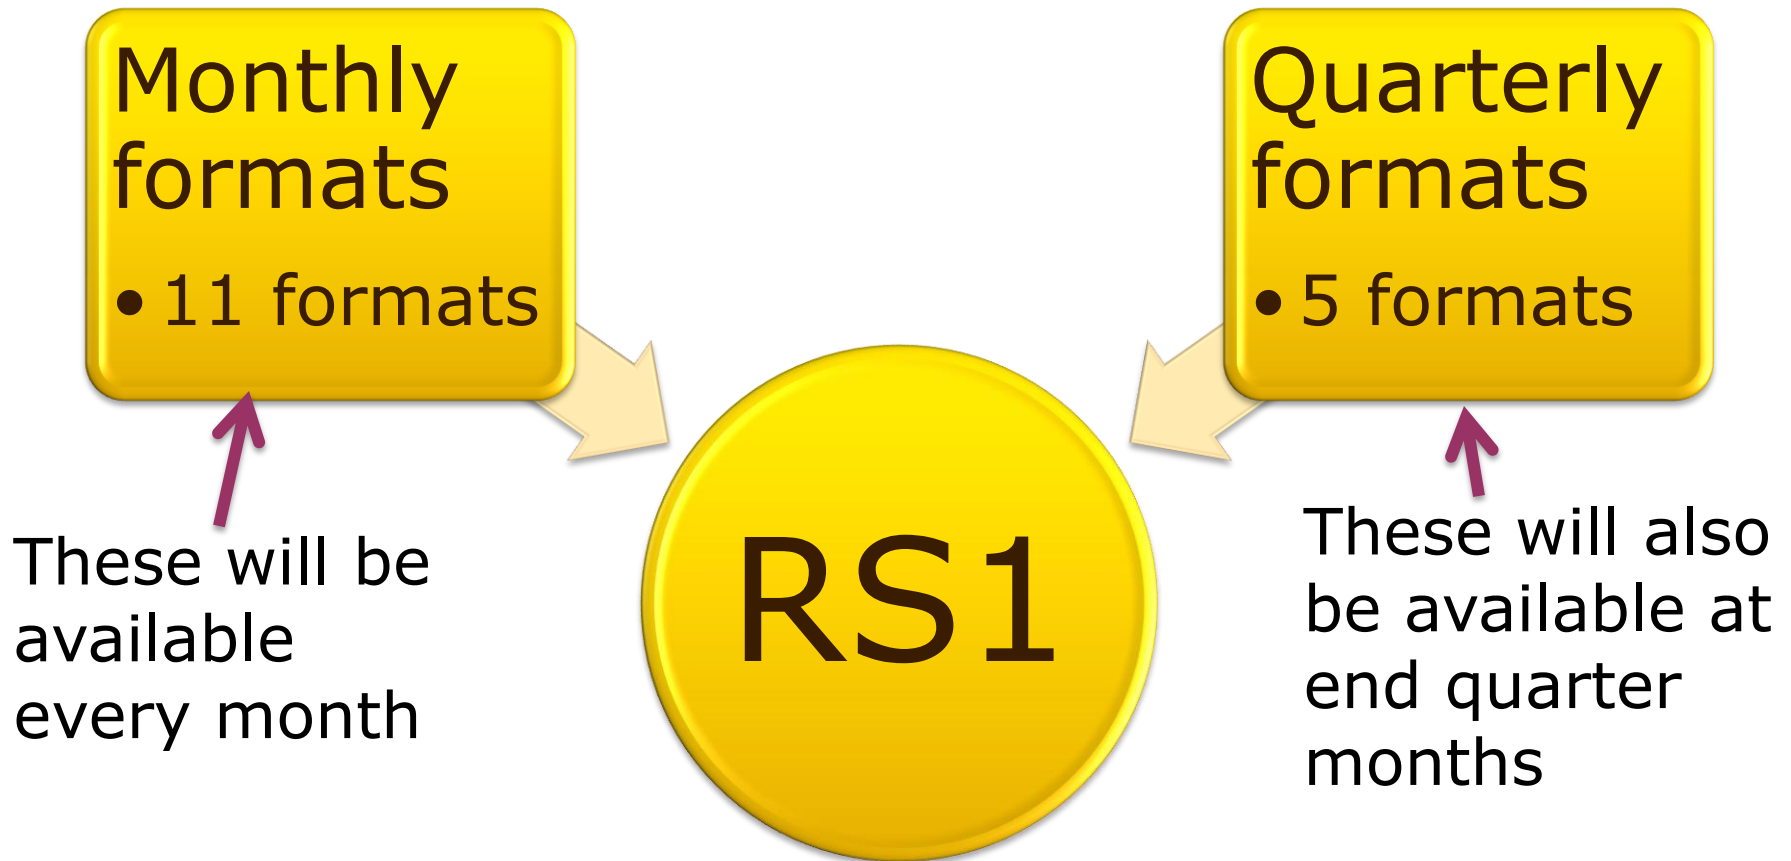 Monthly
formats
• 11 formats
Quarterly
formats
• 5 formats
RS1
These will be
available
every month
These will also
be available at
end quarter
months